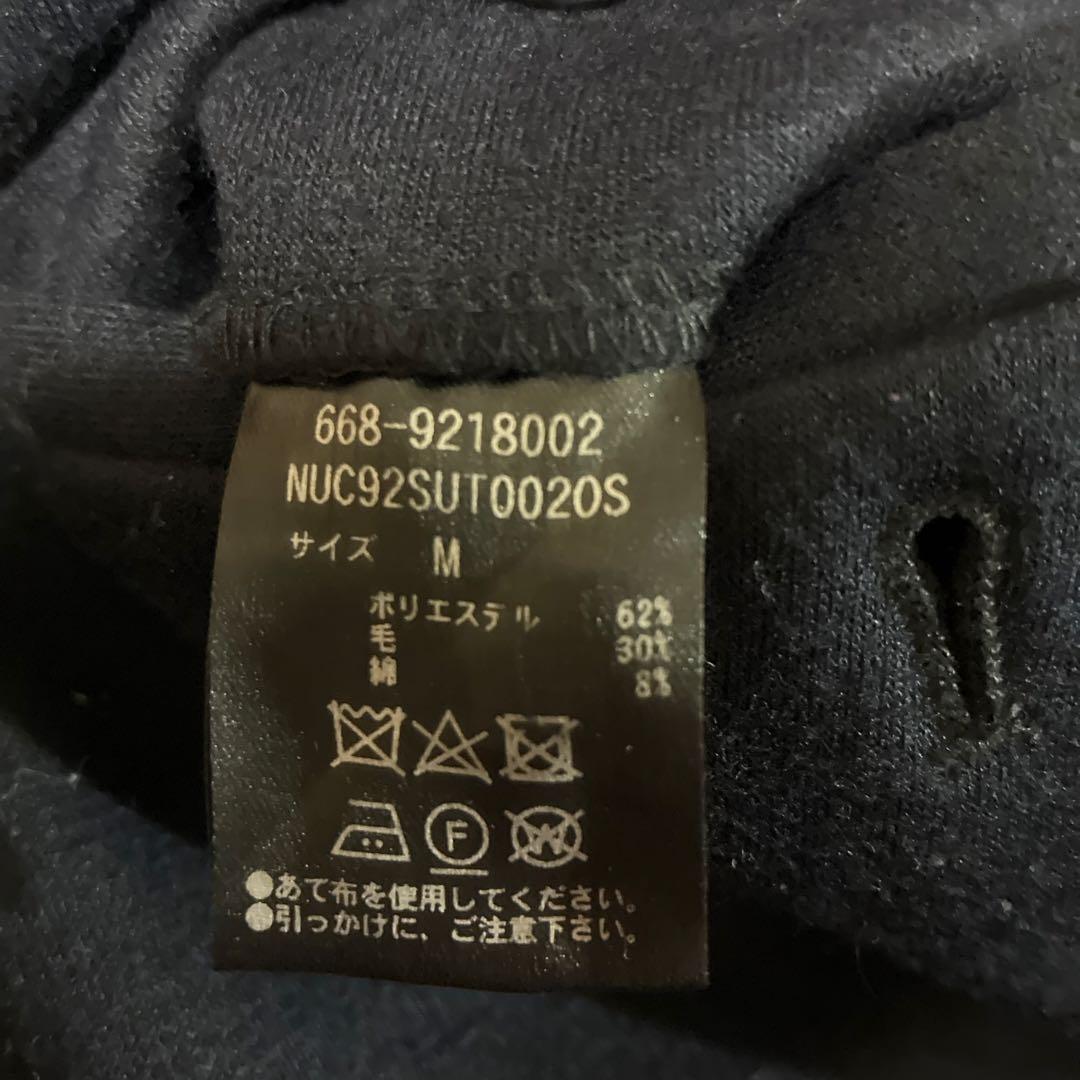 668-9218002
NUC92SUT0020S
サイズ M
ポリエステル 62%
毛 30%
綿 8%
F
W
●あて布を使用してください。
●引っかけに、ご注意下さい。